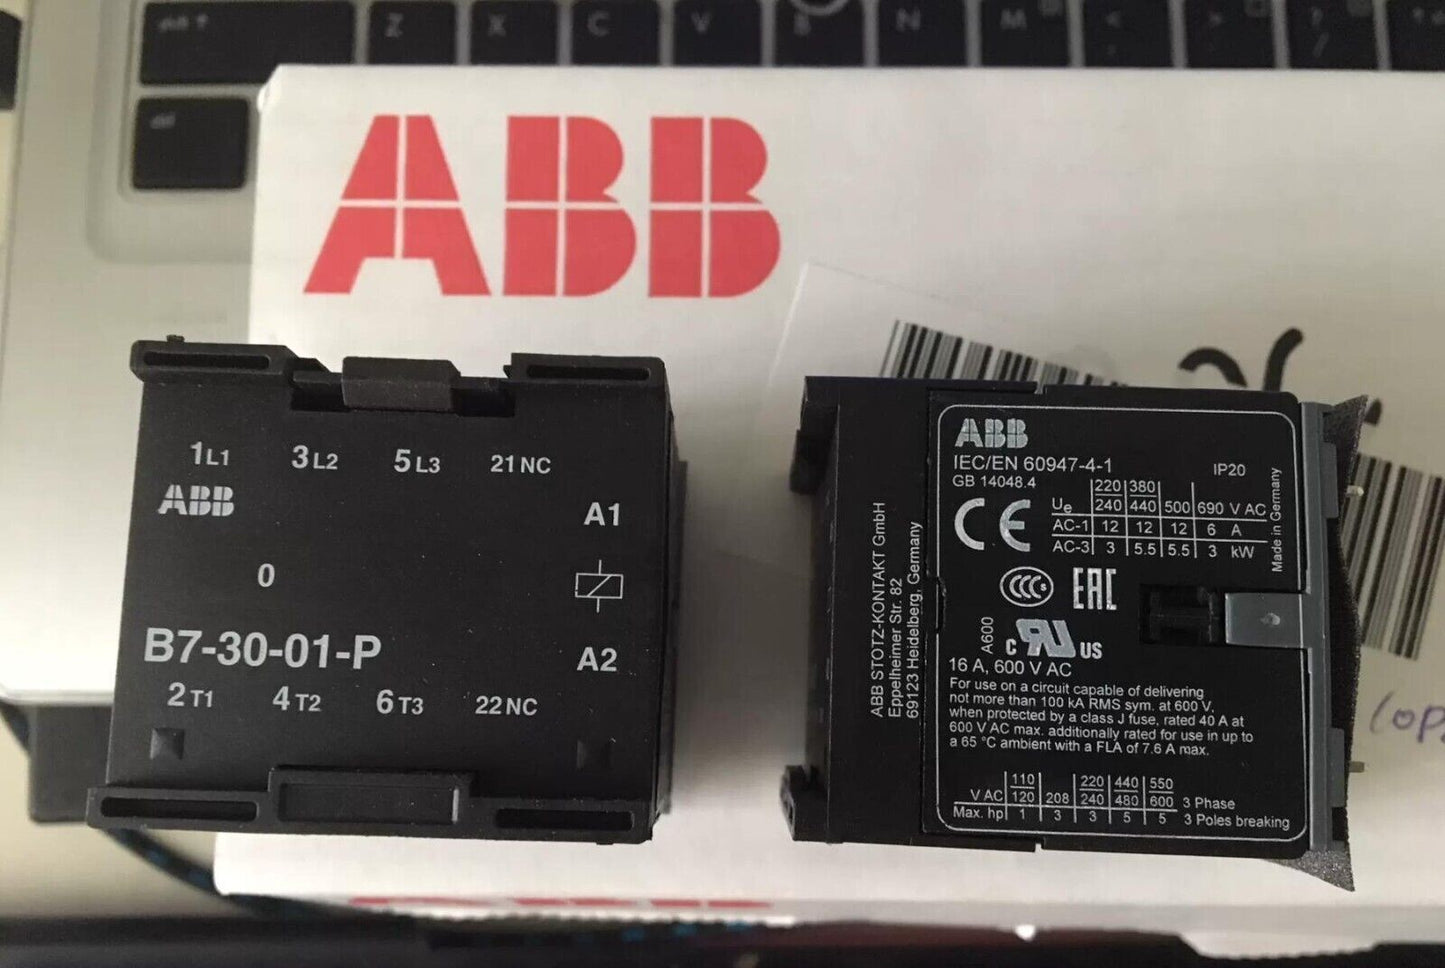 Z X C V B N M
ABB
1L1 3L2 5L3 21NC
ABB
A1
0
B7-30-01-P
A2
2T1 4T2 6T3 22NC
ABB STOTZ-KONTAKT GmbH
Eppelheimer Str. 82
69123 Heidelberg, Germany
ABB
IEC/EN 60947-4-1
IP20
GB 14048.4
220 380
Ue 240 440 500 690 V AC
AC-1 12 12 12 6 A
AC-3 3 5.5 5.5 3 kW
Made in Germany
CE
CCC S EAC
A600
c RU US
16 A, 600 V AC
For use on a circuit capable of delivering
not more than 100 kA RMS sym. at 600 V,
when protected by a class J fuse, rated 40 A at
600 V AC max. additionally rated for use in up to
a 65 °C ambient with a FLA of 7.6 A max.
110 220 440 550
V AC 120 208 240 480 600 3 Phase
Max. hp 1 3 3 5 5 3 Poles breaking